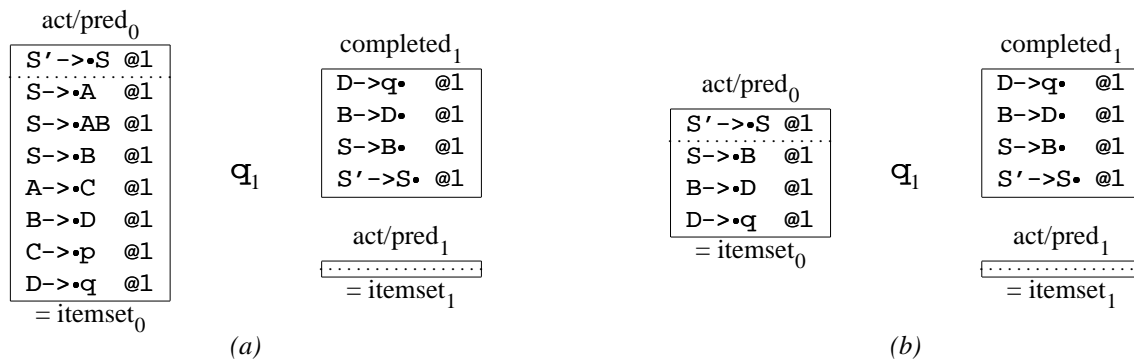 act/pred0
S'->•S @1
S->•A @1
S->•AB @1
S->•B @1
A->•C @1
B->•D @1
C->•p @1
D->•q @1
= itemset0
q1
completed1
D->q• @1
B->D• @1
S->B• @1
S'->S• @1
act/pred1
= itemset1
(a)
act/pred0
S'->•S @1
S->•B @1
B->•D @1
D->•q @1
= itemset0
q1
completed1
D->q• @1
B->D• @1
S->B• @1
S'->S• @1
act/pred1
= itemset1
(b)